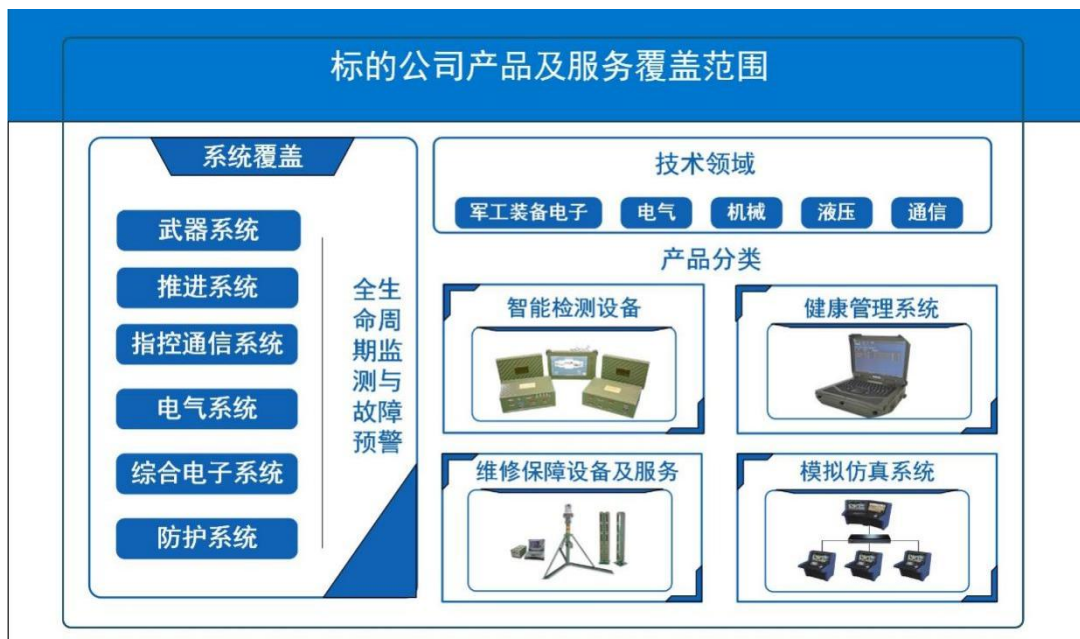 标的公司产品及服务覆盖范围
系统覆盖
武器系统
推进系统
指控通信系统
电气系统
综合电子系统
防护系统
全生
命周
期监
测与
故障
预警
技术领域
军工装备电子 电气 机械 液压 通信
产品分类
智能检测设备
健康管理系统
维修保障设备及服务
模拟仿真系统